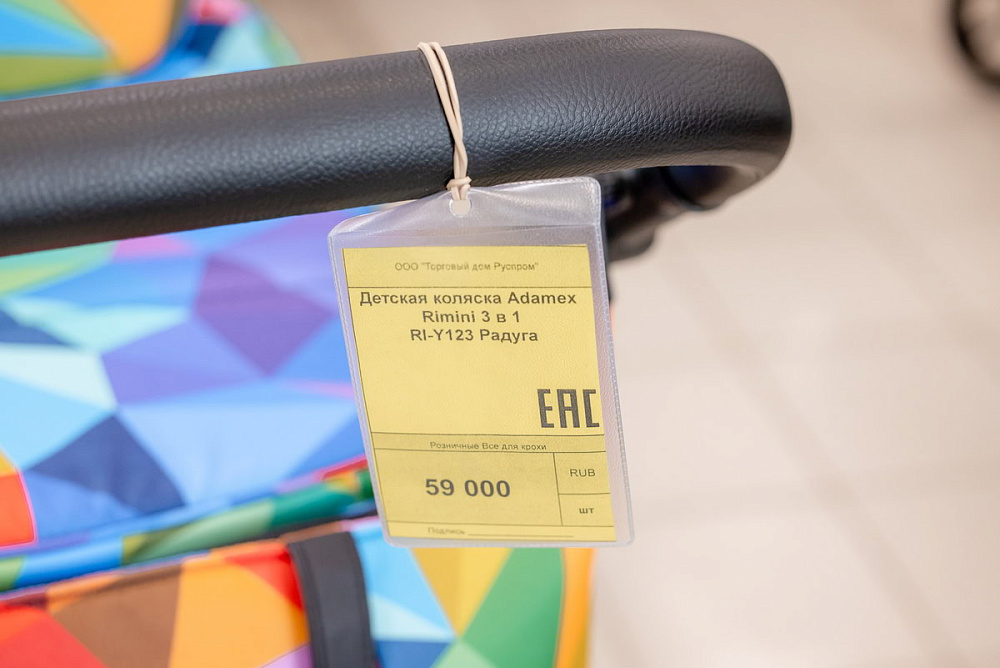 ООО "Торговый дом Руспром"
Детская коляска Adamex
Rimini 3 в 1
RI-Y123 Радуга
EAC
Розничные Все для крохи
59 000
RUB
шт
Подпись